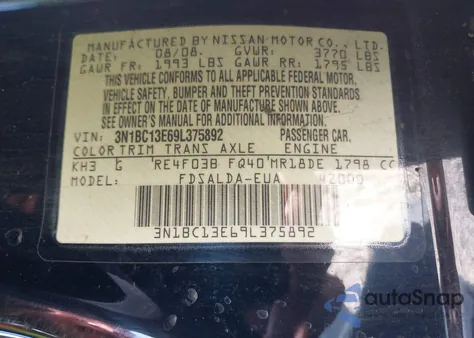 MANUFACTURED BY NISSAN MOTOR CO., LTD.
DATE: 08/08. GVWR: 3770 LBS
GAWR FR: 1993 LBS GAWR RR: 1795 LBS
THIS VEHICLE CONFORMS TO ALL APPLICABLE FEDERAL MOTOR
VEHICLE SAFETY, BUMPER AND THEFT PREVENTION STANDARDS
IN EFFECT ON THE DATE OF MANUFACTURE SHOWN ABOVE.
SEE OWNER'S MANUAL FOR ADDITIONAL INFORMATION
VIN: 3N1BC13E69L375892 PASSENGER CAR.
COLOR TRIM TRANS AXLE ENGINE
KH3 G RE4F03B FQ40 MR18DE 1798 CC
MODEL: FDSALDA-EUA 42000
3N1BC13E69L375892
autoSnap